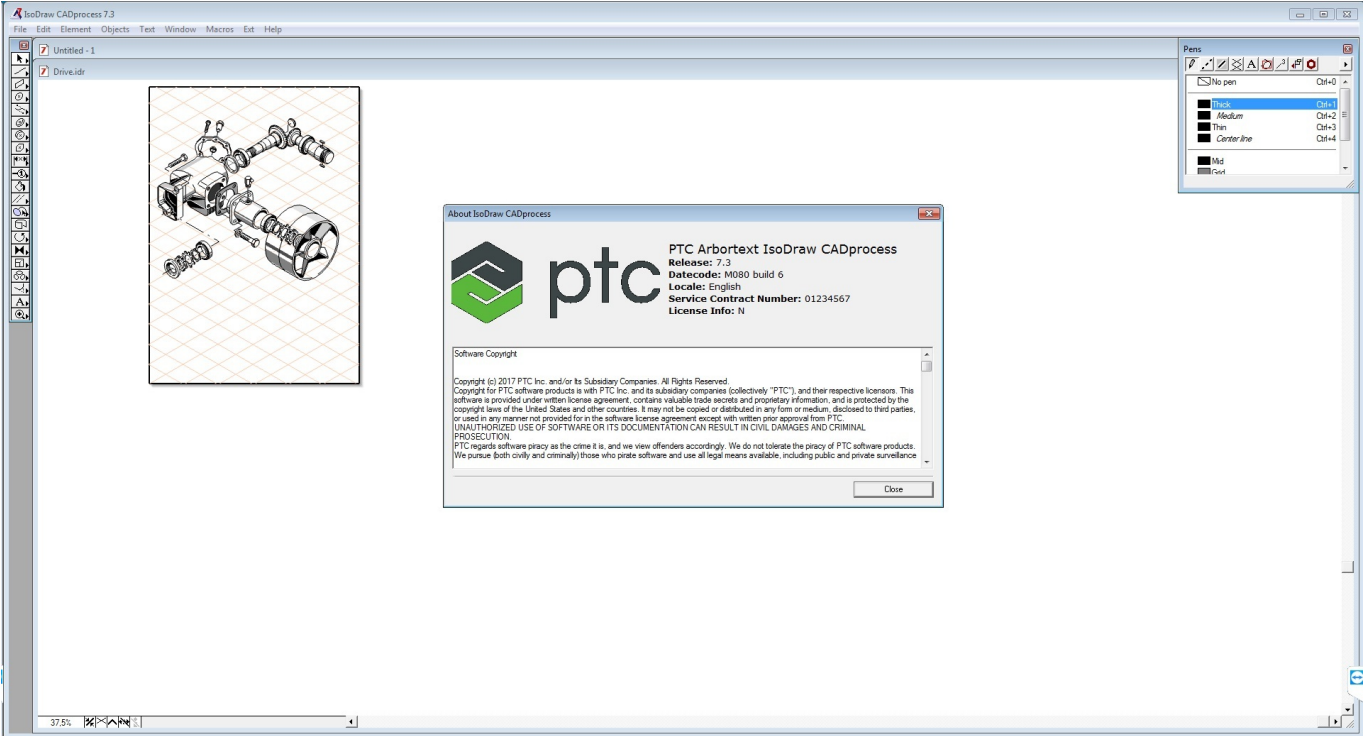 IsoDraw CADprocess 7.3
File Edit Element Objects Text Window Macros Ext Help
7 Untitled - 1
7 Drive.idr
Pens
No pen Ctrl+0
Thick Ctrl+1
Medium Ctrl+2
Thin Ctrl+3
Center line Ctrl+4
Mid
Grid
About IsoDraw CADprocess
ptc
PTC Arbortext IsoDraw CADprocess
Release: 7.3
Datecode: M080 build 6
Locale: English
Service Contract Number: 01234567
License Info: N
Software Copyright
Copyright (c) 2017 PTC Inc. and/or Its Subsidiary Companies. All Rights Reserved.
Copyright for PTC software products is with PTC Inc. and its subsidiary companies (collectively "PTC"), and their respective licensors. This
software is provided under written license agreement, contains valuable trade secrets and proprietary information, and is protected by the
copyright laws of the United States and other countries. It may not be copied or distributed in any form or medium, disclosed to third parties,
or used in any manner not provided for in the software license agreement except with written prior approval from PTC.
UNAUTHORIZED USE OF SOFTWARE OR ITS DOCUMENTATION CAN RESULT IN CIVIL DAMAGES AND CRIMINAL
PROSECUTION.
PTC regards software piracy as the crime it is, and we view offenders accordingly. We do not tolerate the piracy of PTC software products.
We pursue (both civilly and criminally) those who pirate software and use all legal means available, including public and private surveillance
Close
37,5%